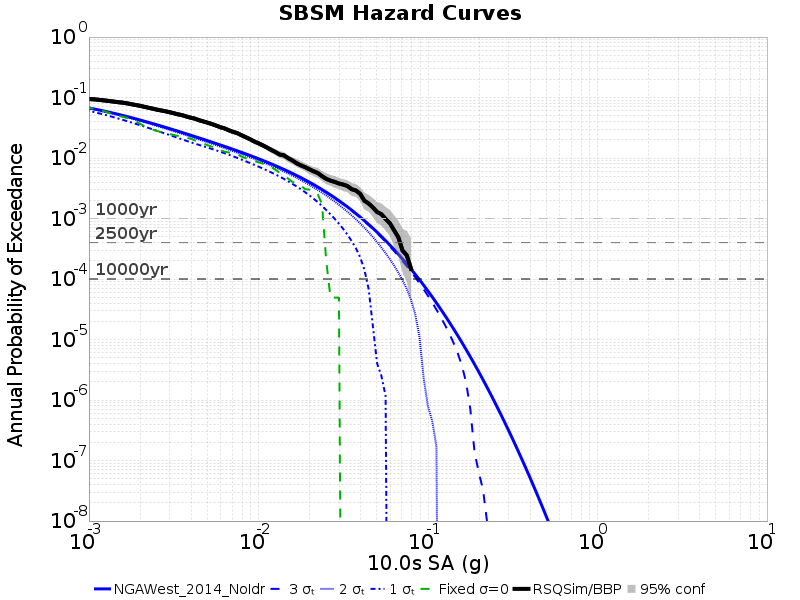 SBSM Hazard Curves
Annual Probability of Exceedance
10^0
10^-1
10^-2
10^-3
10^-4
10^-5
10^-6
10^-7
10^-8
1000yr
2500yr
10000yr
10^-3 10^-2 10^-1 10^0 10^1
10.0s SA (g)
NGAWest_2014_NoIdr 3 σₜ 2 σₜ 1 σₜ Fixed σ=0 RSQSim/BBP 95% conf